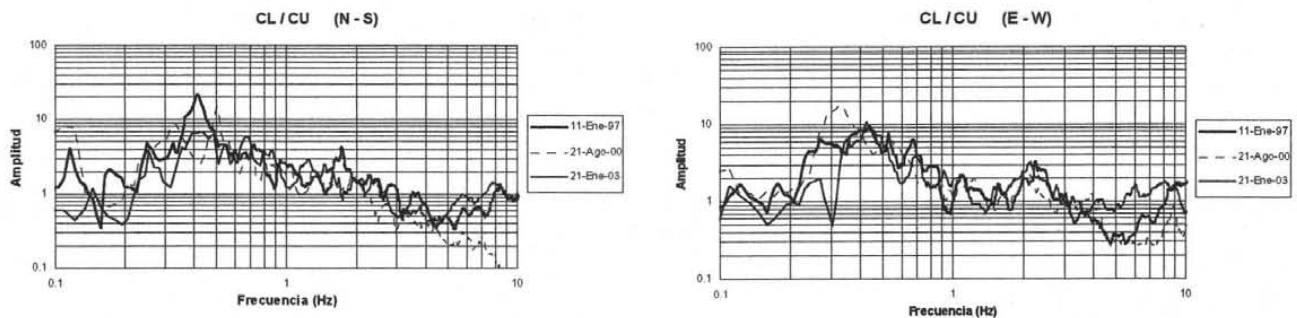 CL / CU (N - S)
100
10
1
0.1
Amplitud
0.1
1
10
Frecuencia (Hz)
11-Ene-97
21-Ago-00
21-Ene-03
CL / CU (E - W)
100
10
1
0.1
Amplitud
0.1
1
10
Frecuencia (Hz)
11-Ene-97
21-Ago-00
21-Ene-03